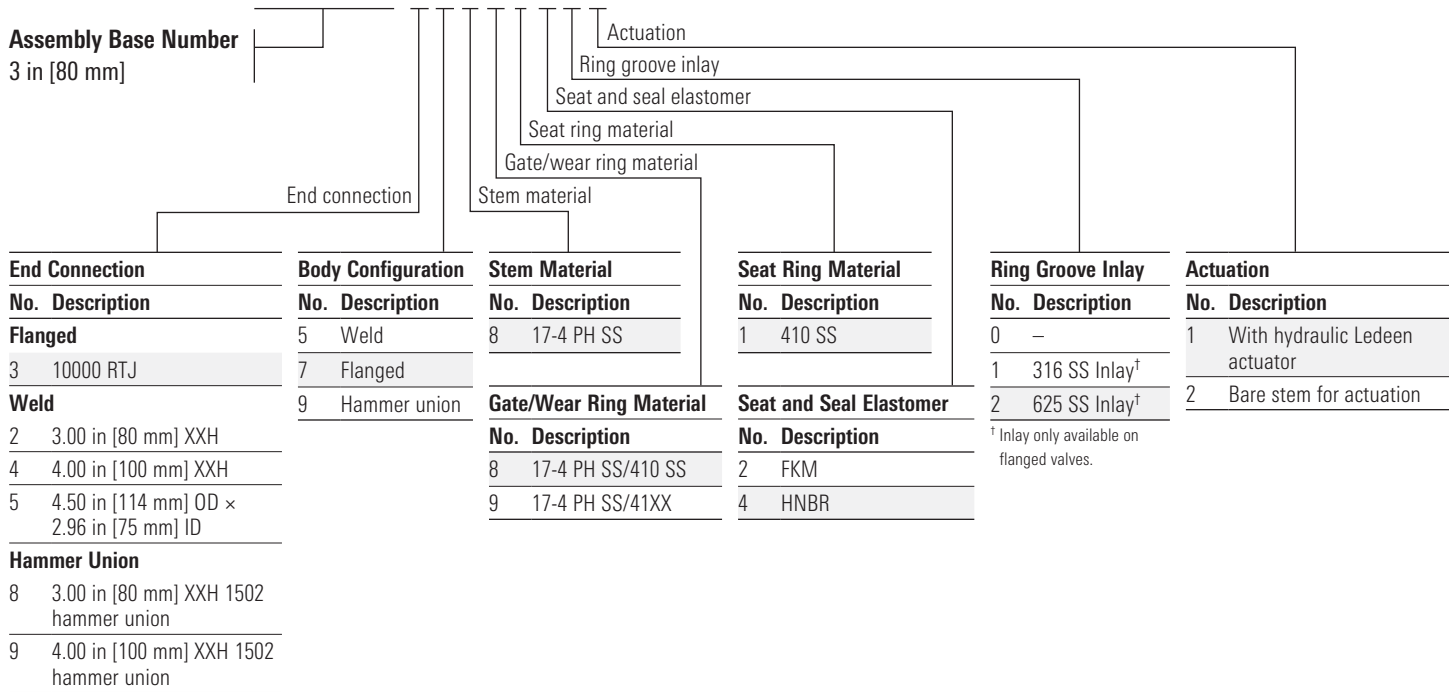 Assembly Base Number
3 in [80 mm]
Actuation
Ring groove inlay
Seat and seal elastomer
Seat ring material
Gate/wear ring material
End connection
Stem material
End Connection
No. Description
Flanged
3 10000 RTJ
Weld
2 3.00 in [80 mm] XXH
4 4.00 in [100 mm] XXH
5 4.50 in [114 mm] OD ×
2.96 in [75 mm] ID
Hammer Union
8 3.00 in [80 mm] XXH 1502
hammer union
9 4.00 in [100 mm] XXH 1502
hammer union
Body Configuration
No. Description
5 Weld
7 Flanged
9 Hammer union
Stem Material
No. Description
8 17-4 PH SS
Gate/Wear Ring Material
No. Description
8 17-4 PH SS/410 SS
9 17-4 PH SS/41XX
Seat Ring Material
No. Description
1 410 SS
Seat and Seal Elastomer
No. Description
2 FKM
4 HNBR
Ring Groove Inlay
No. Description
0 –
1 316 SS Inlay†
2 625 SS Inlay†
† Inlay only available on
flanged valves.
Actuation
No. Description
1 With hydraulic Ledeen
actuator
2 Bare stem for actuation